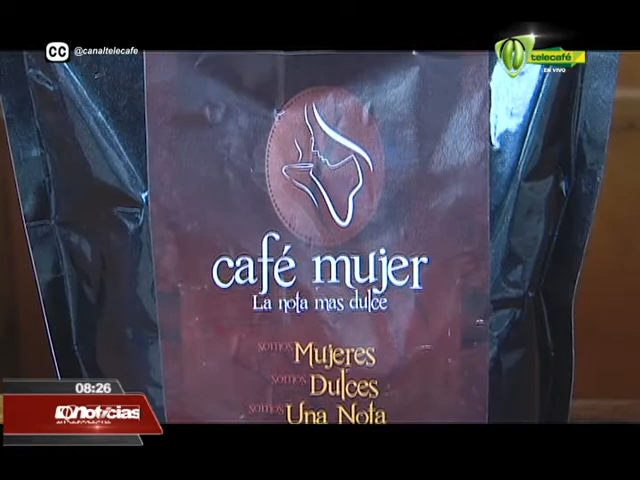 CC @canaltelecafe
telecafé
EN VIVO
café mujer
La nota mas dulce
somos Mujeres
somos Dulces
somos Una Nota
08:26
Noticias